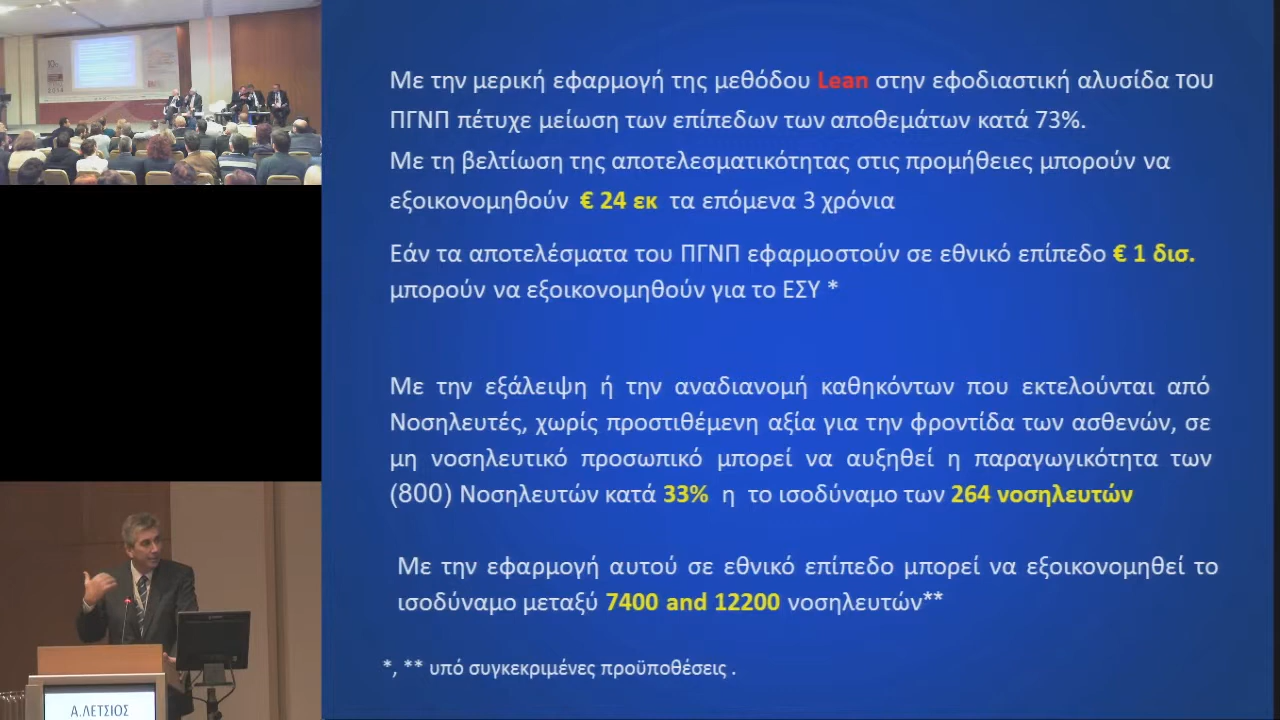 Με την μερική εφαρμογή της μεθόδου Lean στην εφοδιαστική αλυσίδα του
ΠΓΝΠ πέτυχε μείωση των επίπεδων των αποθεμάτων κατά 73%.
Με τη βελτίωση της αποτελεσματικότητας στις προμήθειες μπορούν να
εξοικονομηθούν € 24 εκ τα επόμενα 3 χρόνια
Εάν τα αποτελέσματα του ΠΓΝΠ εφαρμοστούν σε εθνικό επίπεδο € 1 δισ.
μπορούν να εξοικονομηθούν για το ΕΣΥ *
Με την εξάλειψη ή την αναδιανομή καθηκόντων που εκτελούνται από
Νοσηλευτές, χωρίς προστιθέμενη αξία για την φροντίδα των ασθενών, σε
μη νοσηλευτικό προσωπικό μπορεί να αυξηθεί η παραγωγικότητα των
(800) Νοσηλευτών κατά 33% η το ισοδύναμο των 264 νοσηλευτών
Με την εφαρμογή αυτού σε εθνικό επίπεδο μπορεί να εξοικονομηθεί το
ισοδύναμο μεταξύ 7400 and 12200 νοσηλευτών**
*, ** υπό συγκεκριμένες προϋποθέσεις .
Α.ΛΕΤΣΙΟΣ